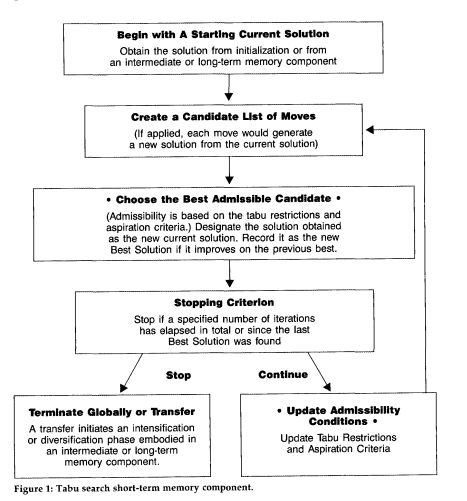 Begin with A Starting Current Solution
Obtain the solution from initialization or from
an intermediate or long-term memory component
Create a Candidate List of Moves
(If applied, each move would generate
a new solution from the current solution)
• Choose the Best Admissible Candidate •
(Admissibility is based on the tabu restrictions and
aspiration criteria.) Designate the solution obtained
as the new current solution. Record it as the new
Best Solution if it improves on the previous best.
Stopping Criterion
Stop if a specified number of iterations
has elapsed in total or since the last
Best Solution was found
Stop
Continue
Terminate Globally or Transfer
A transfer initiates an intensification
or diversification phase embodied in
an intermediate or long-term
memory component.
• Update Admissibility
Conditions •
Update Tabu Restrictions
and Aspiration Criteria
Figure 1: Tabu search short-term memory component.